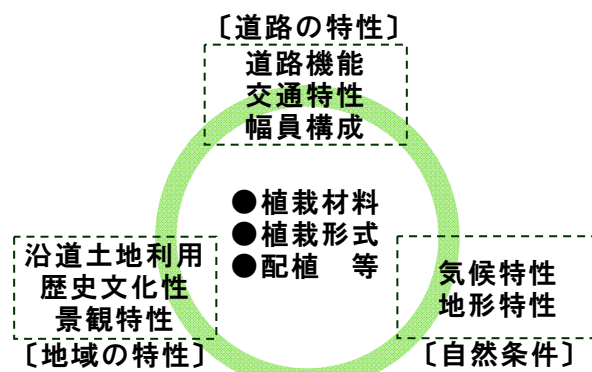 〔道路の特性〕
道路機能
交通特性
幅員構成
●植栽材料
●植栽形式
●配植　等
沿道土地利用
歴史文化性
景観特性
〔地域の特性〕
気候特性
地形特性
〔自然条件〕